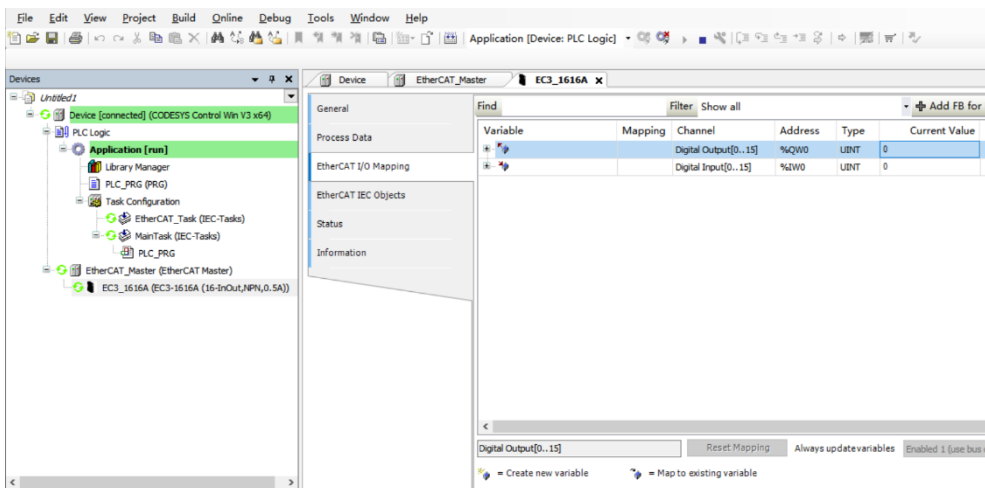 File Edit View Project Build Online Debug Tools Window Help
Application [Device: PLC Logic]
Devices
Untitled1
Device [connected] (CODESYS Control Win V3 x64)
PLC Logic
Application [run]
Library Manager
PLC_PRG (PRG)
Task Configuration
EtherCAT_Task (IEC-Tasks)
MainTask (IEC-Tasks)
PLC_PRG
EtherCAT_Master (EtherCAT Master)
EC3_1616A (EC3-1616A (16-InOut,NPN,0.5A))
Device EtherCAT_Master EC3_1616A
General
Process Data
EtherCAT I/O Mapping
EtherCAT IEC Objects
Status
Information
Find Filter Show all Add FB for
Variable Mapping Channel Address Type Current Value
Digital Output[0..15] %QW0 UINT 0
Digital Input[0..15] %IW0 UINT 0
Digital Output[0..15] Reset Mapping Always update variables Enabled 1 (use bus
= Create new variable = Map to existing variable